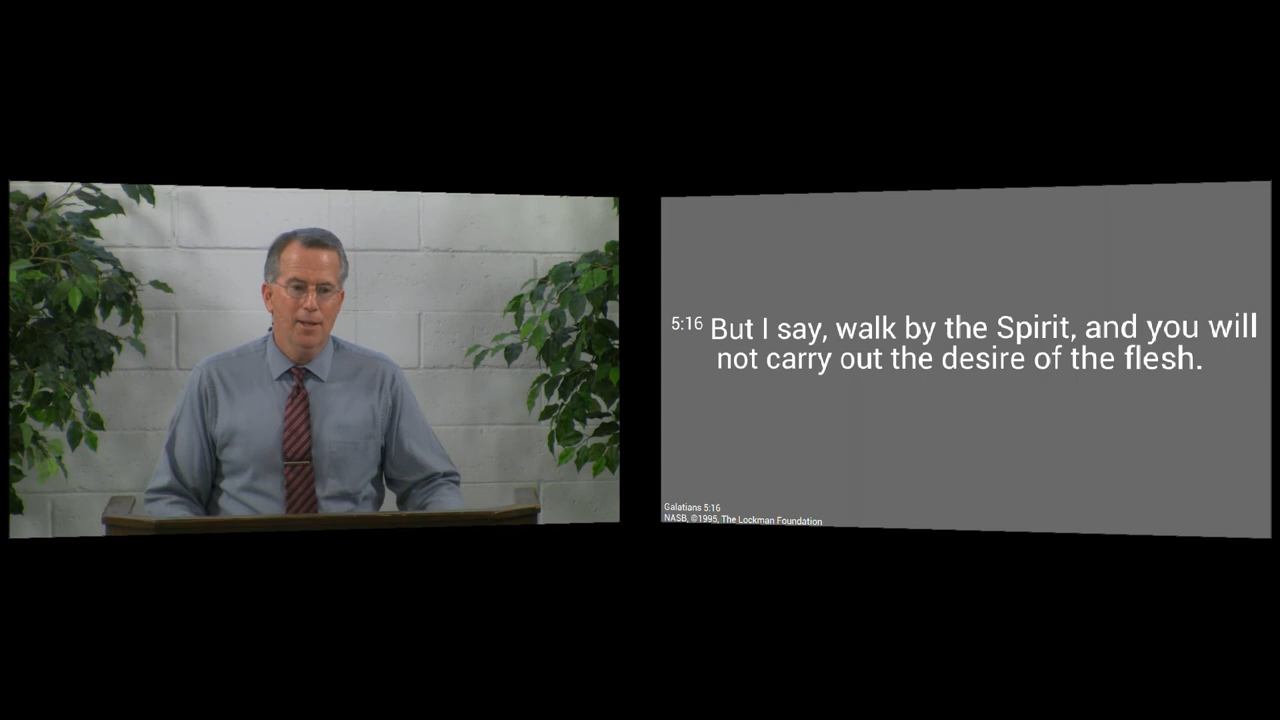 5:16 But I say, walk by the Spirit, and you will
not carry out the desire of the flesh.
Galatians 5:16
NASB, ©1995, The Lockman Foundation